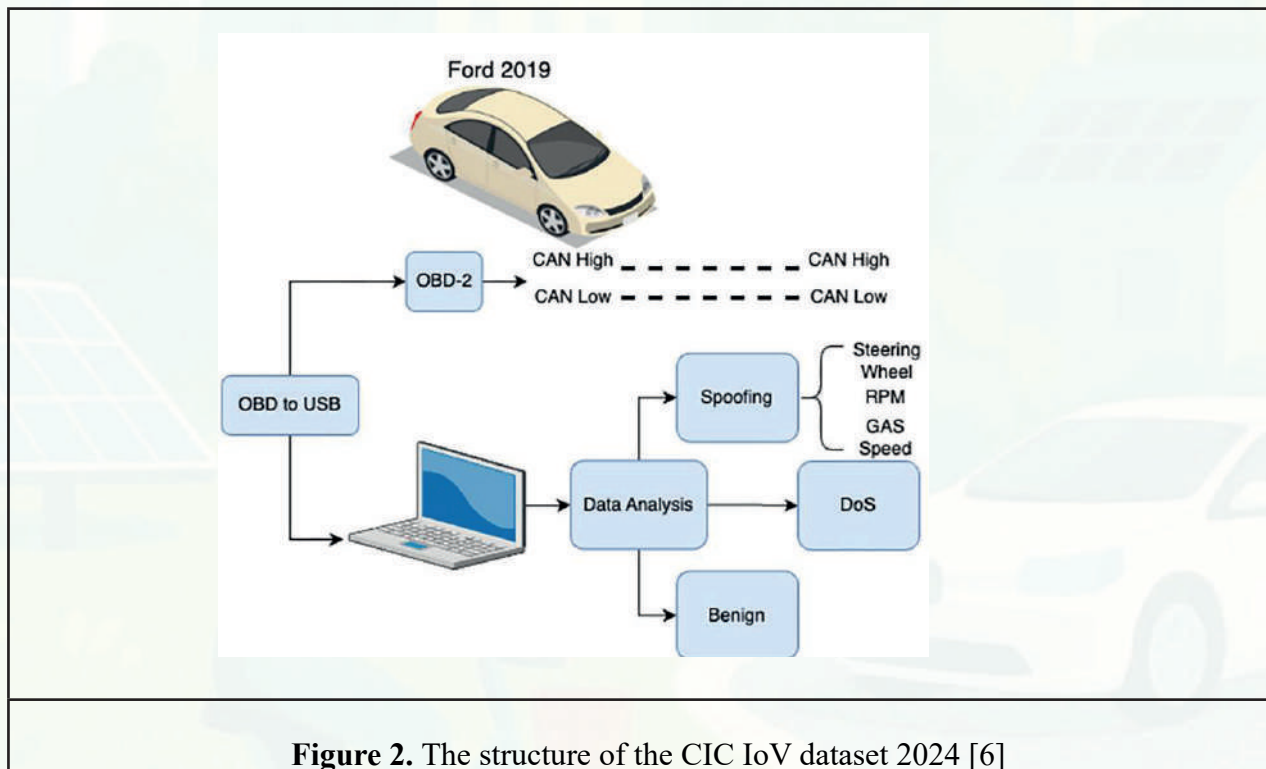 Ford 2019
OBD-2
CAN High
CAN High
CAN Low
CAN Low
OBD to USB
Data Analysis
Spoofing
Steering
Wheel
RPM
GAS
Speed
DoS
Benign
Figure 2. The structure of the CIC IoV dataset 2024 [6]